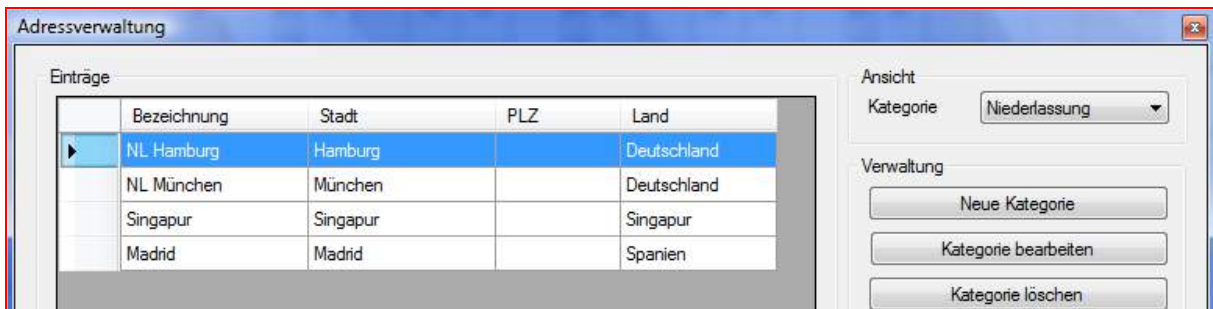 Adressverwaltung
Einträge
Bezeichnung Stadt PLZ Land
NL Hamburg Hamburg Deutschland
NL München München Deutschland
Singapur Singapur Singapur
Madrid Madrid Spanien
Ansicht
Kategorie Niederlassung
Verwaltung
Neue Kategorie
Kategorie bearbeiten
Kategorie löschen